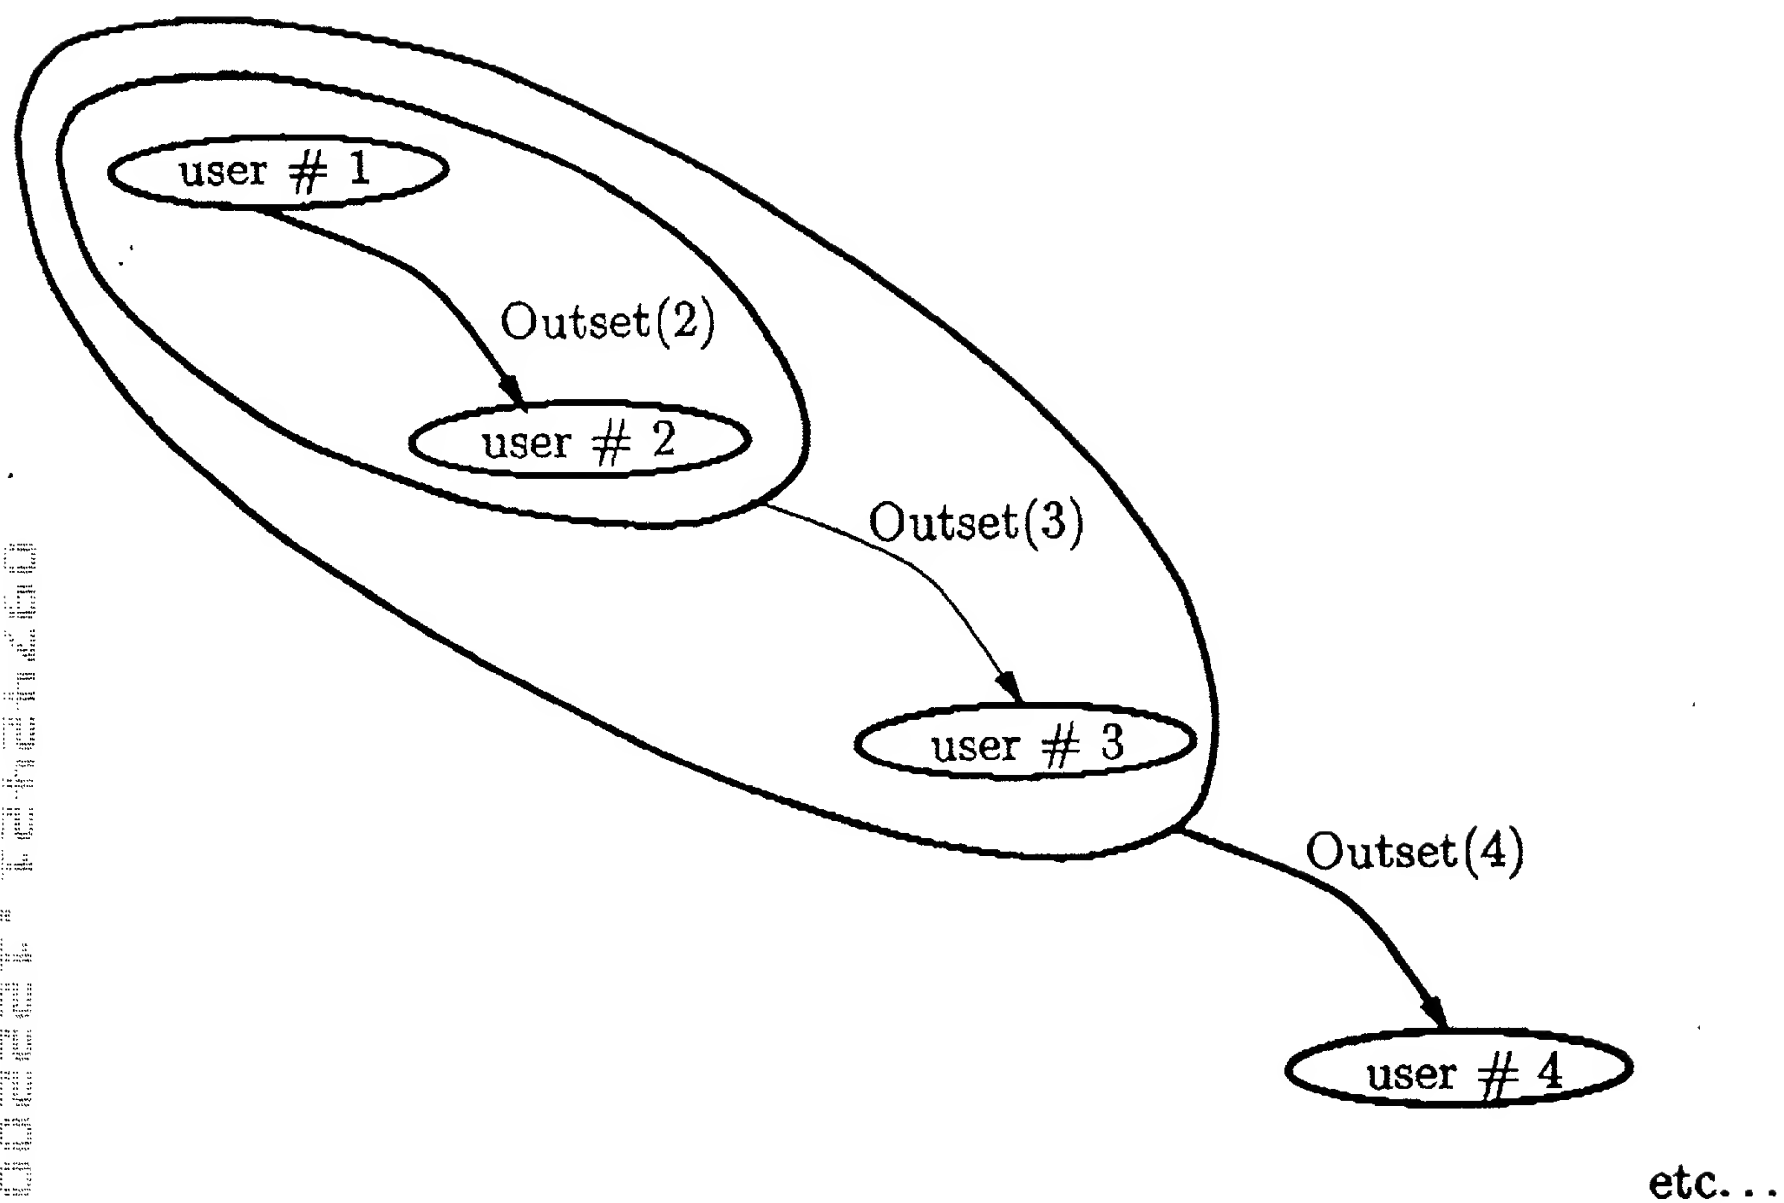 user # 1
Outset(2)
user # 2
Outset(3)
user # 3
Outset(4)
user # 4
etc...